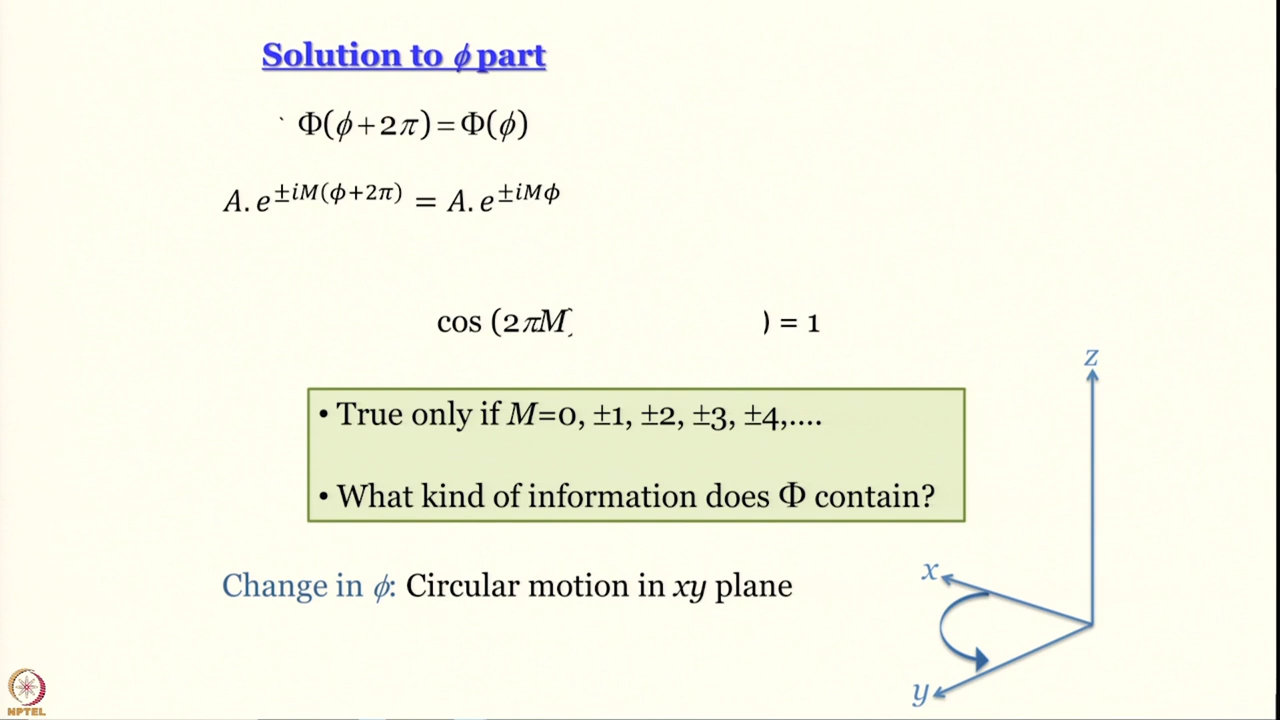 Solution to ϕ part
Φ(ϕ+2π)=Φ(ϕ)
A.e^{±iM(ϕ+2π)} = A.e^{±iMϕ}
cos (2πM) = 1
• True only if M=0, ±1, ±2, ±3, ±4,....
• What kind of information does Φ contain?
z
x
Change in ϕ: Circular motion in xy plane
y
NPTEL